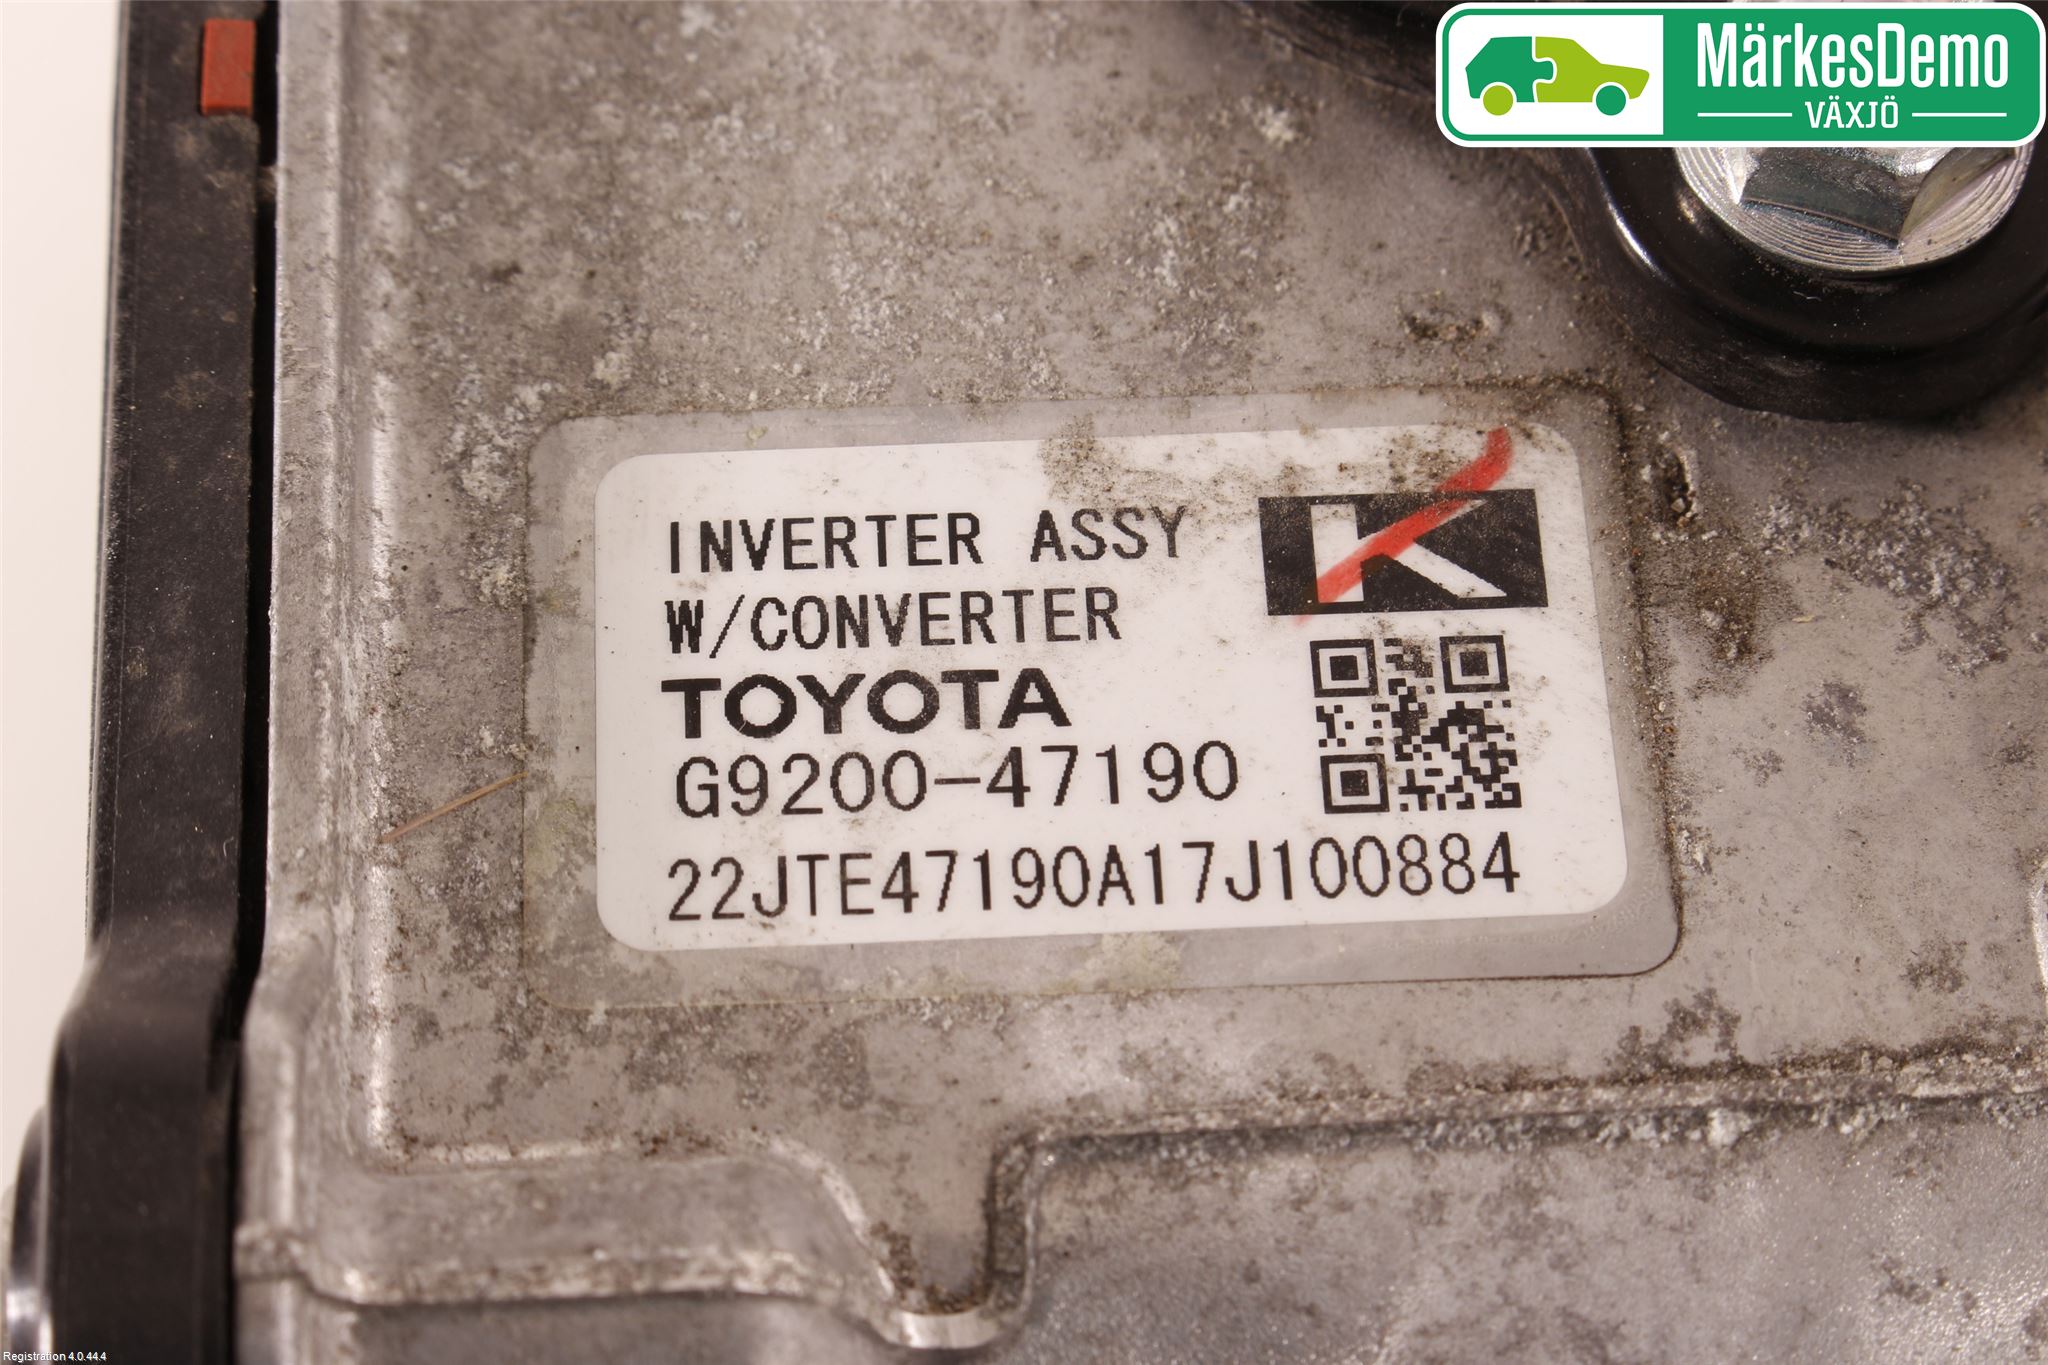 MärkesDemo
VÄXJÖ
INVERTER ASSY
W/CONVERTER
K
TOYOTA
G9200-47190
22JTE47190A17J100884
Registration 4.0.44.4